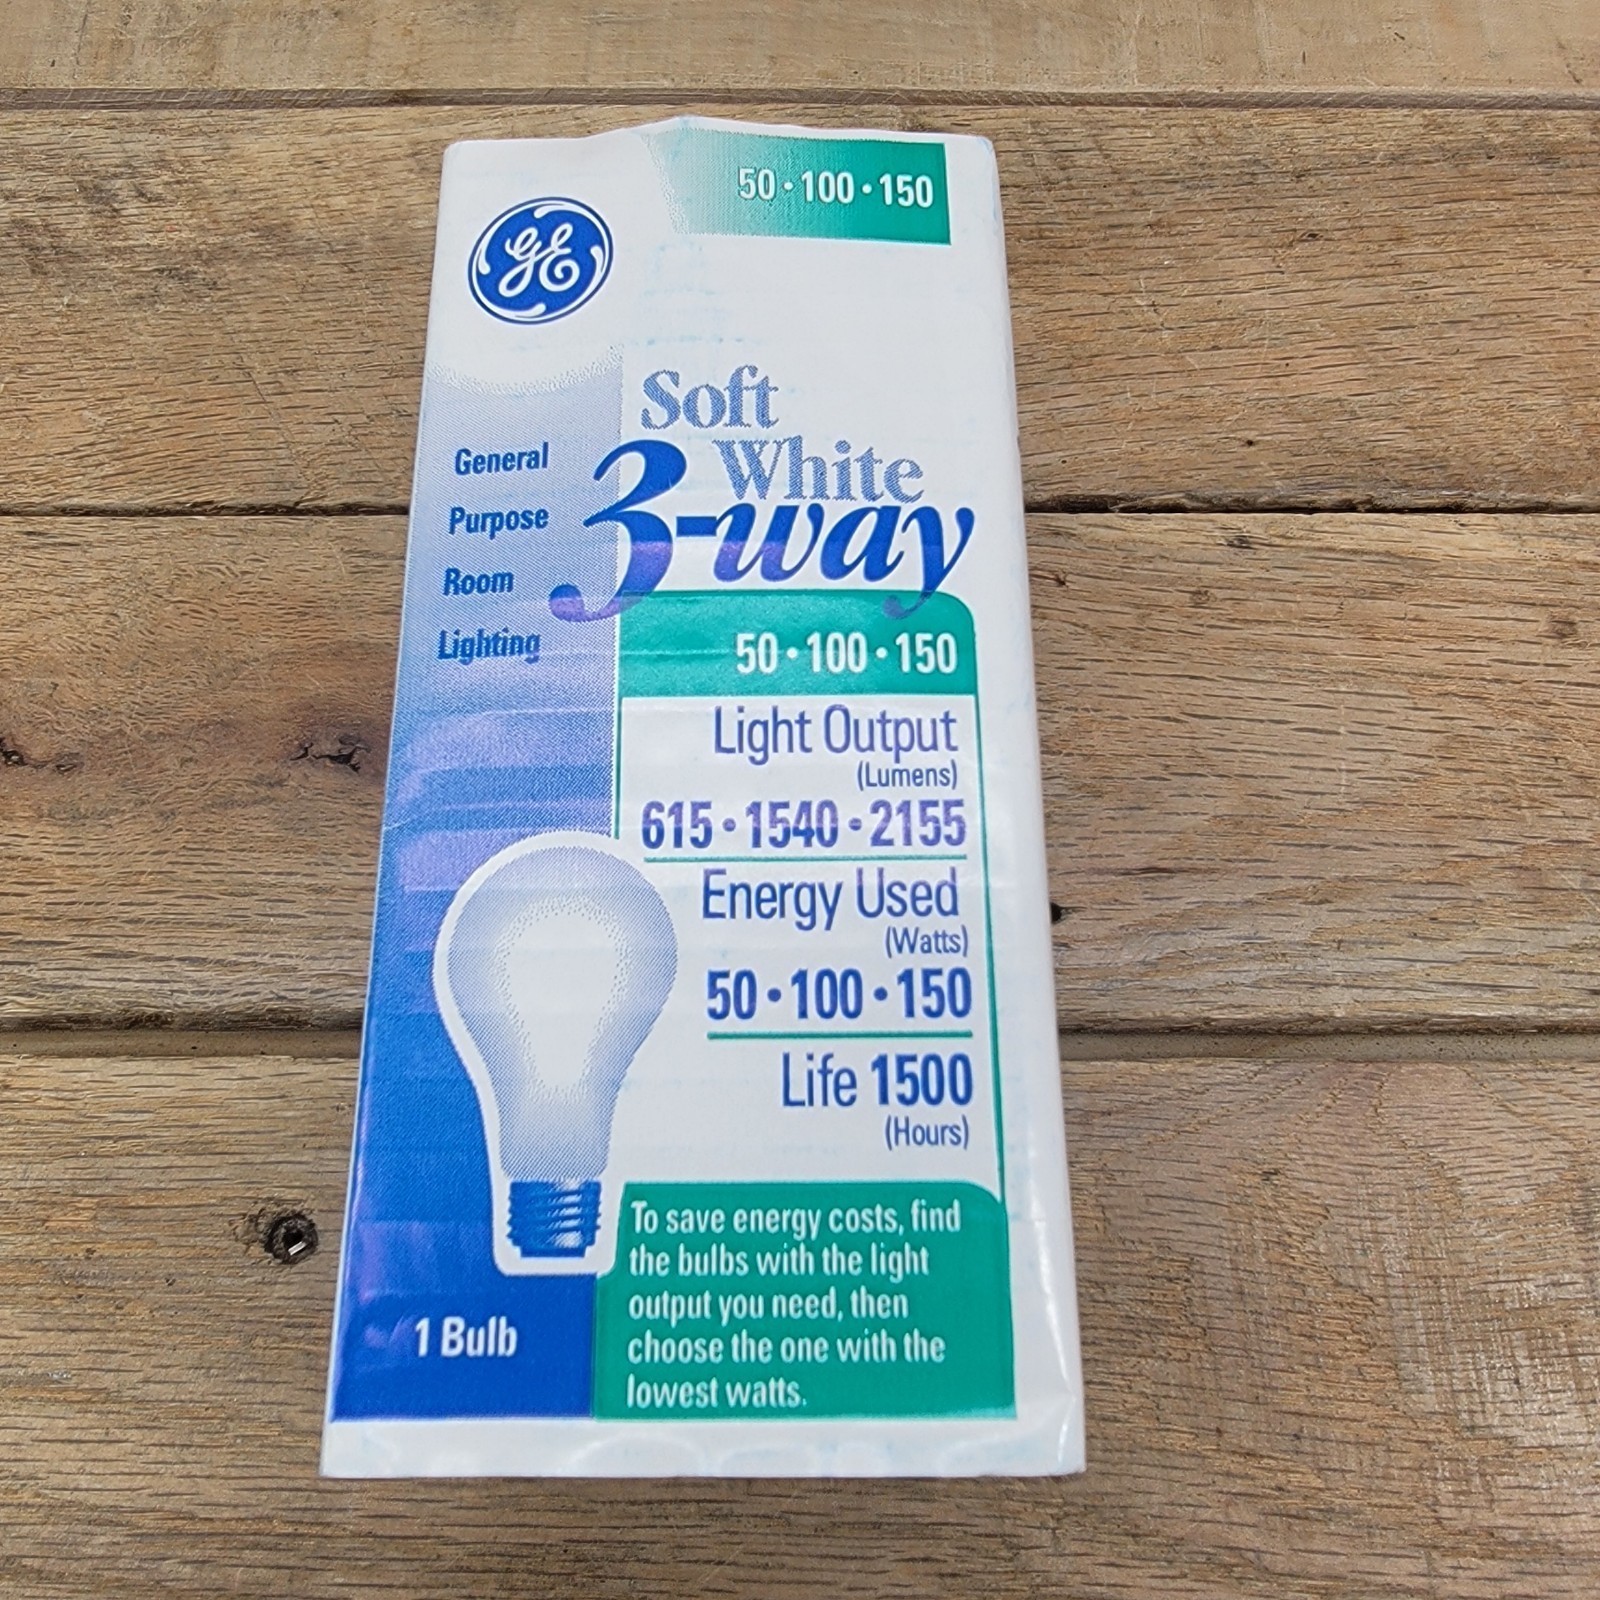 50 • 100 • 150
GE
Soft
White
3-way
General
Purpose
Room
Lighting
50 • 100 • 150
Light Output
(Lumens)
615 • 1540 • 2155
Energy Used
(Watts)
50 • 100 • 150
Life 1500
(Hours)
To save energy costs, find
the bulbs with the light
output you need, then
choose the one with the
lowest watts.
1 Bulb